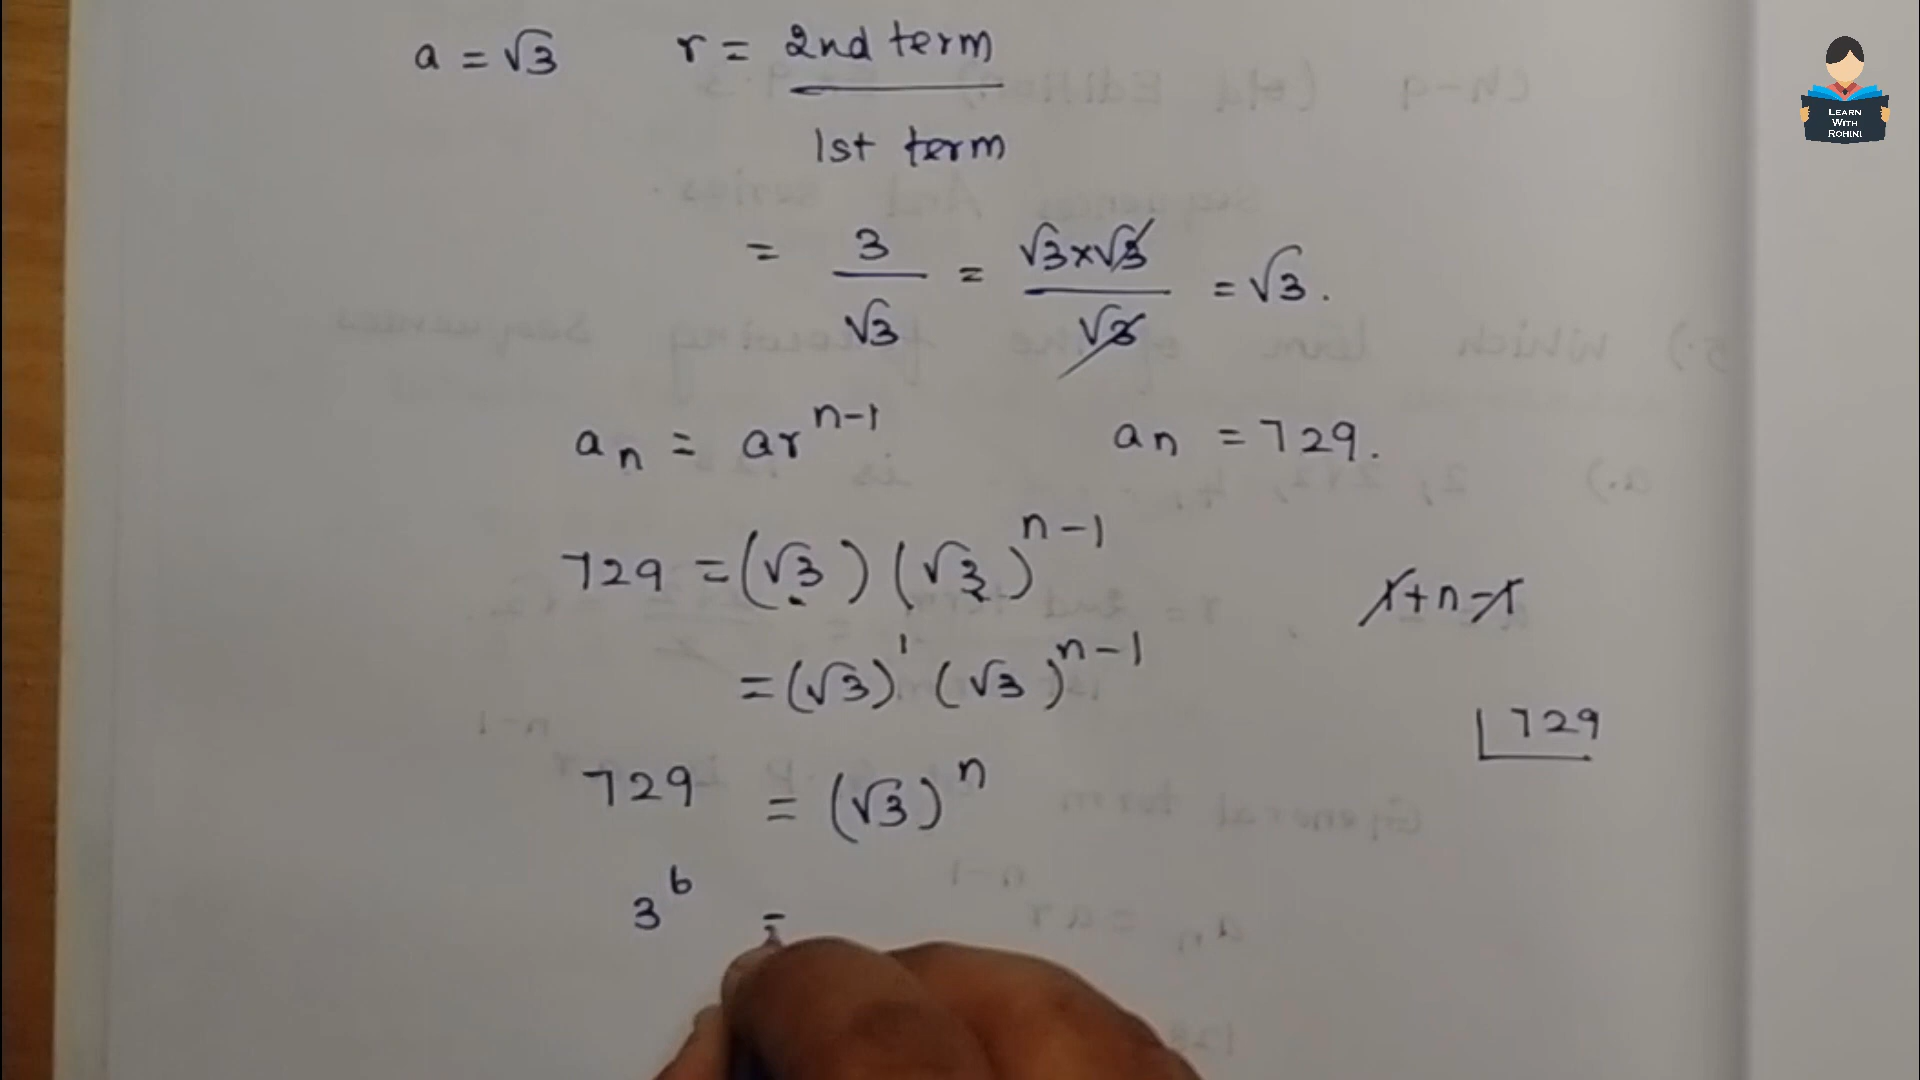 a = √3 r = 2nd term
1st term
= 3/√3 = √3×√3/√3 = √3.
aₙ = arⁿ⁻¹ aₙ = 729.
729 = (√3) (√3)ⁿ⁻¹
1+n-1
= (√3)¹ (√3)ⁿ⁻¹
729
729 = (√3)ⁿ
3⁶ =
LEARN
WITH
ROHINI